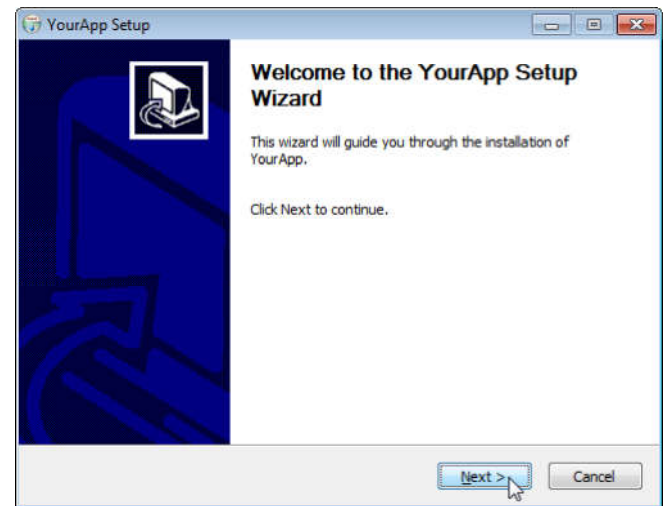 YourApp Setup
Welcome to the YourApp Setup
Wizard
This wizard will guide you through the installation of
YourApp.
Click Next to continue.
Next >
Cancel